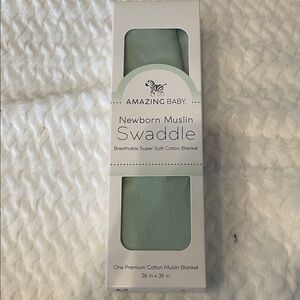 AMAZING BABY
Newborn Muslin
Swaddle
Breathable Super Soft Cotton Blanket
One Premium Cotton Muslin Blanket
36 in x 36 in